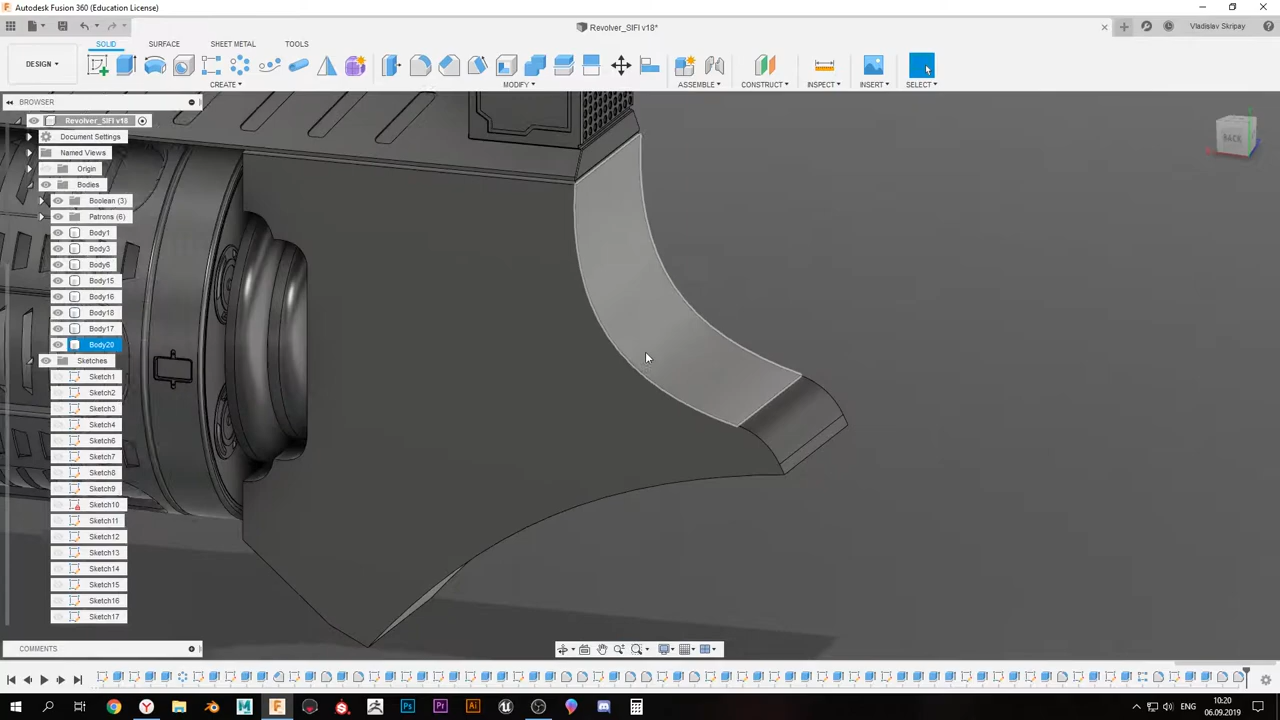 Autodesk Fusion 360 (Education License)
Revolver_SIFI v18*
Vladislav Skripay
SOLID SURFACE SHEET METAL TOOLS
DESIGN
CREATE MODIFY ASSEMBLE CONSTRUCT INSPECT INSERT SELECT
BROWSER
Revolver_SIFI v18
Document Settings
Named Views
Origin
Bodies
Boolean (3)
Patrons (6)
Body1
Body3
Body6
Body15
Body16
Body18
Body17
Body20
Sketches
Sketch1
Sketch2
Sketch3
Sketch4
Sketch6
Sketch7
Sketch8
Sketch9
Sketch10
Sketch11
Sketch12
Sketch13
Sketch14
Sketch15
Sketch16
Sketch17
BACK
COMMENTS
ENG
10:20
06.09.2019